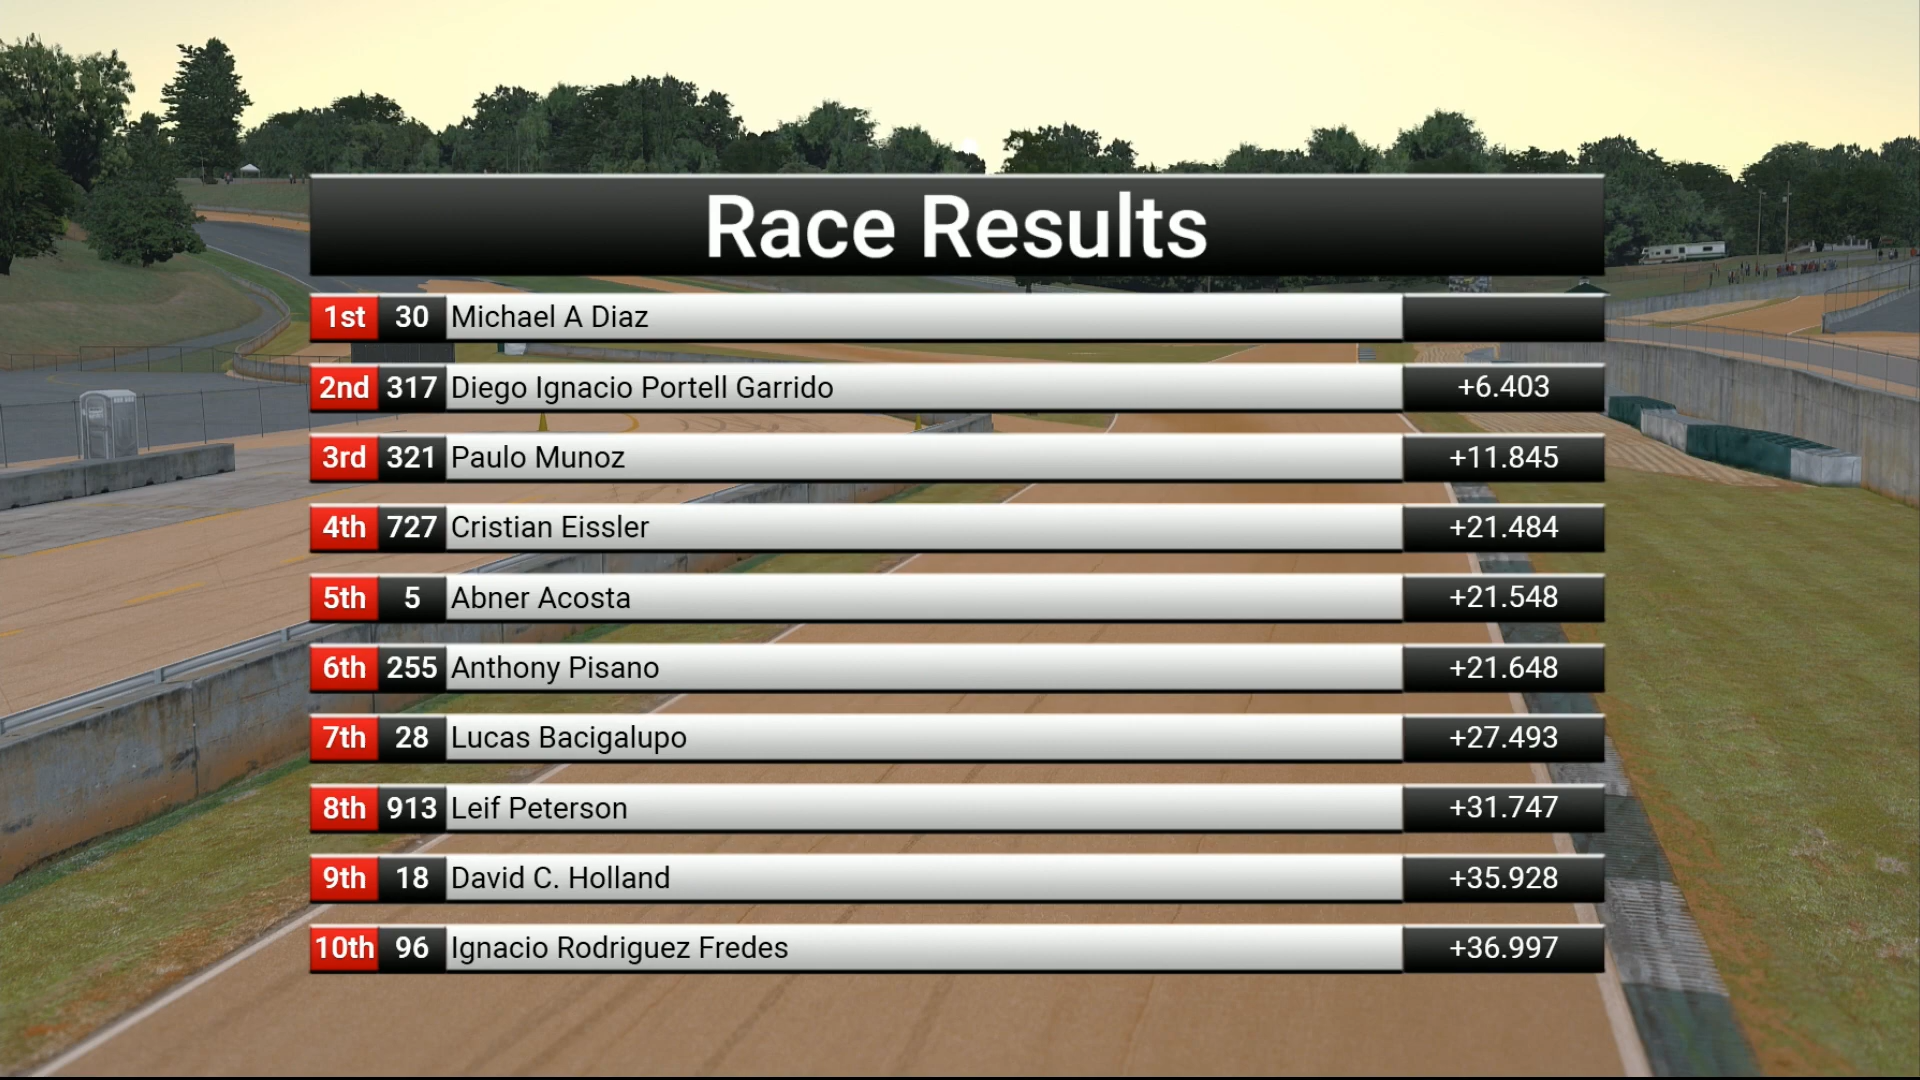 Race Results
1st 30 Michael A Diaz
2nd 317 Diego Ignacio Portell Garrido +6.403
3rd 321 Paulo Munoz +11.845
4th 727 Cristian Eissler +21.484
5th 5 Abner Acosta +21.548
6th 255 Anthony Pisano +21.648
7th 28 Lucas Bacigalupo +27.493
8th 913 Leif Peterson +31.747
9th 18 David C. Holland +35.928
10th 96 Ignacio Rodriguez Fredes +36.997